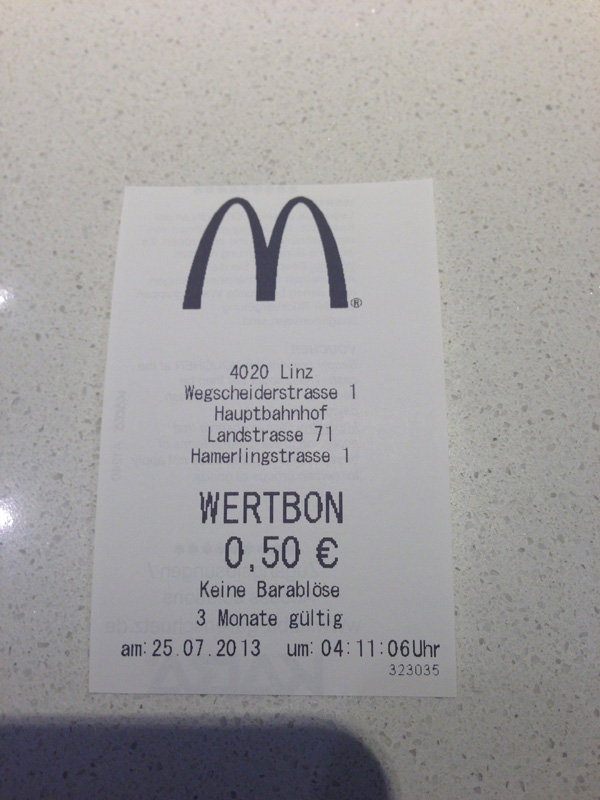 ®
4020 Linz
Wegscheiderstrasse 1
Hauptbahnhof
Landstrasse 71
Hamerlingstrasse 1
WERTBON
0,50 €
Keine Barablöse
3 Monate gültig
am:25.07.2013 um:04:11:06Uhr
323035